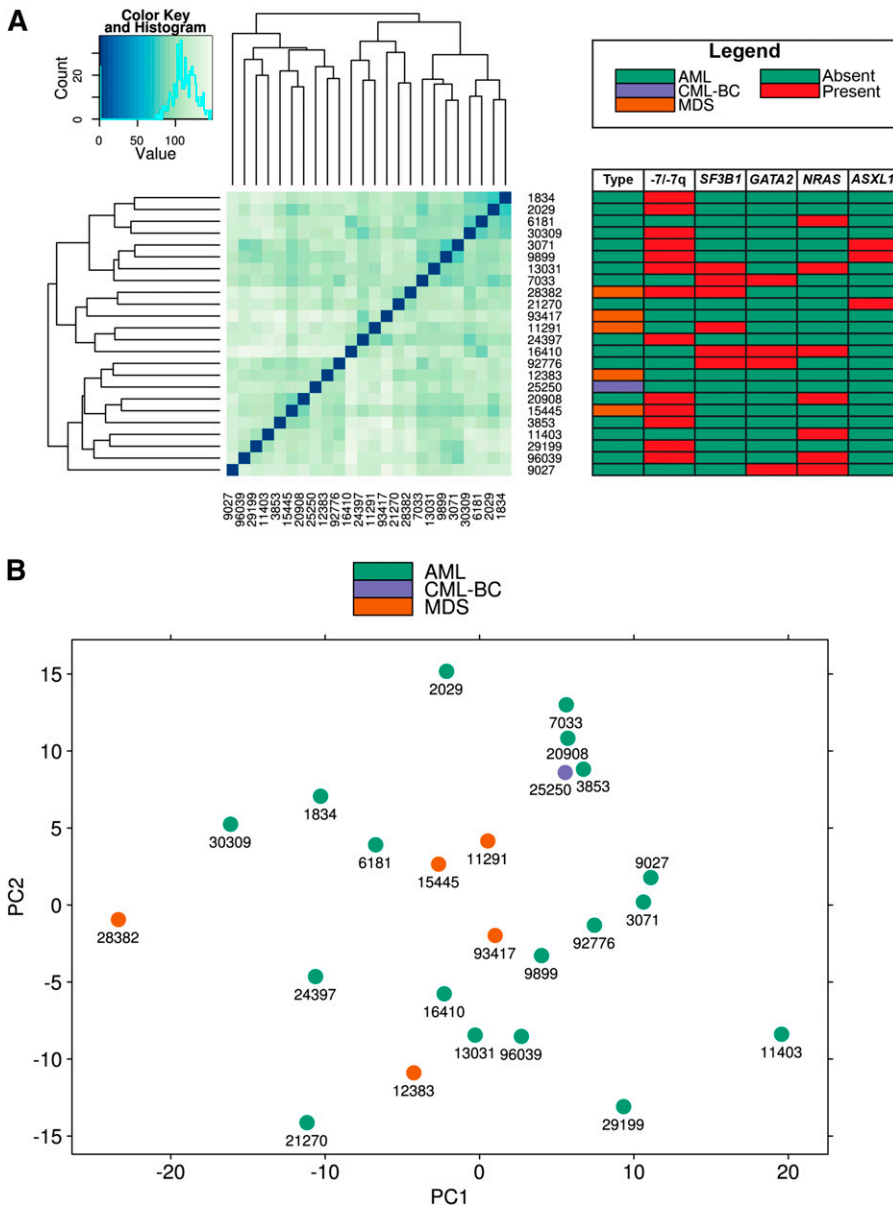 A
Color Key
and Histogram
Count
0 20
0 50 100
Value
Legend
AML
CML-BC
MDS
Absent
Present
Type -7/-7q SF3B1 GATA2 NRAS ASXL1
1834
2029
6181
30309
3071
9899
13031
7033
28382
21270
93417
11291
24397
16410
92776
12383
25250
20908
15445
3853
11403
29199
96039
9027
9027 96039 29199 11403 3853 15445 20908 25250 12383 92776 16410 24397 11291 93417 21270 28382 7033 13031 9899 3071 30309 6181 2029 1834
B
AML
CML-BC
MDS
-20 -10 0 10 20
15
10
5
0
-5
-10
-15
PC2
2029
7033
20908
25250 3853
1834
30309
6181
11291
15445
9027
3071
28382
92776
93417
9899
24397
16410
13031 96039
11403
12383
29199
21270
-20 -10 0 10 20
PC1